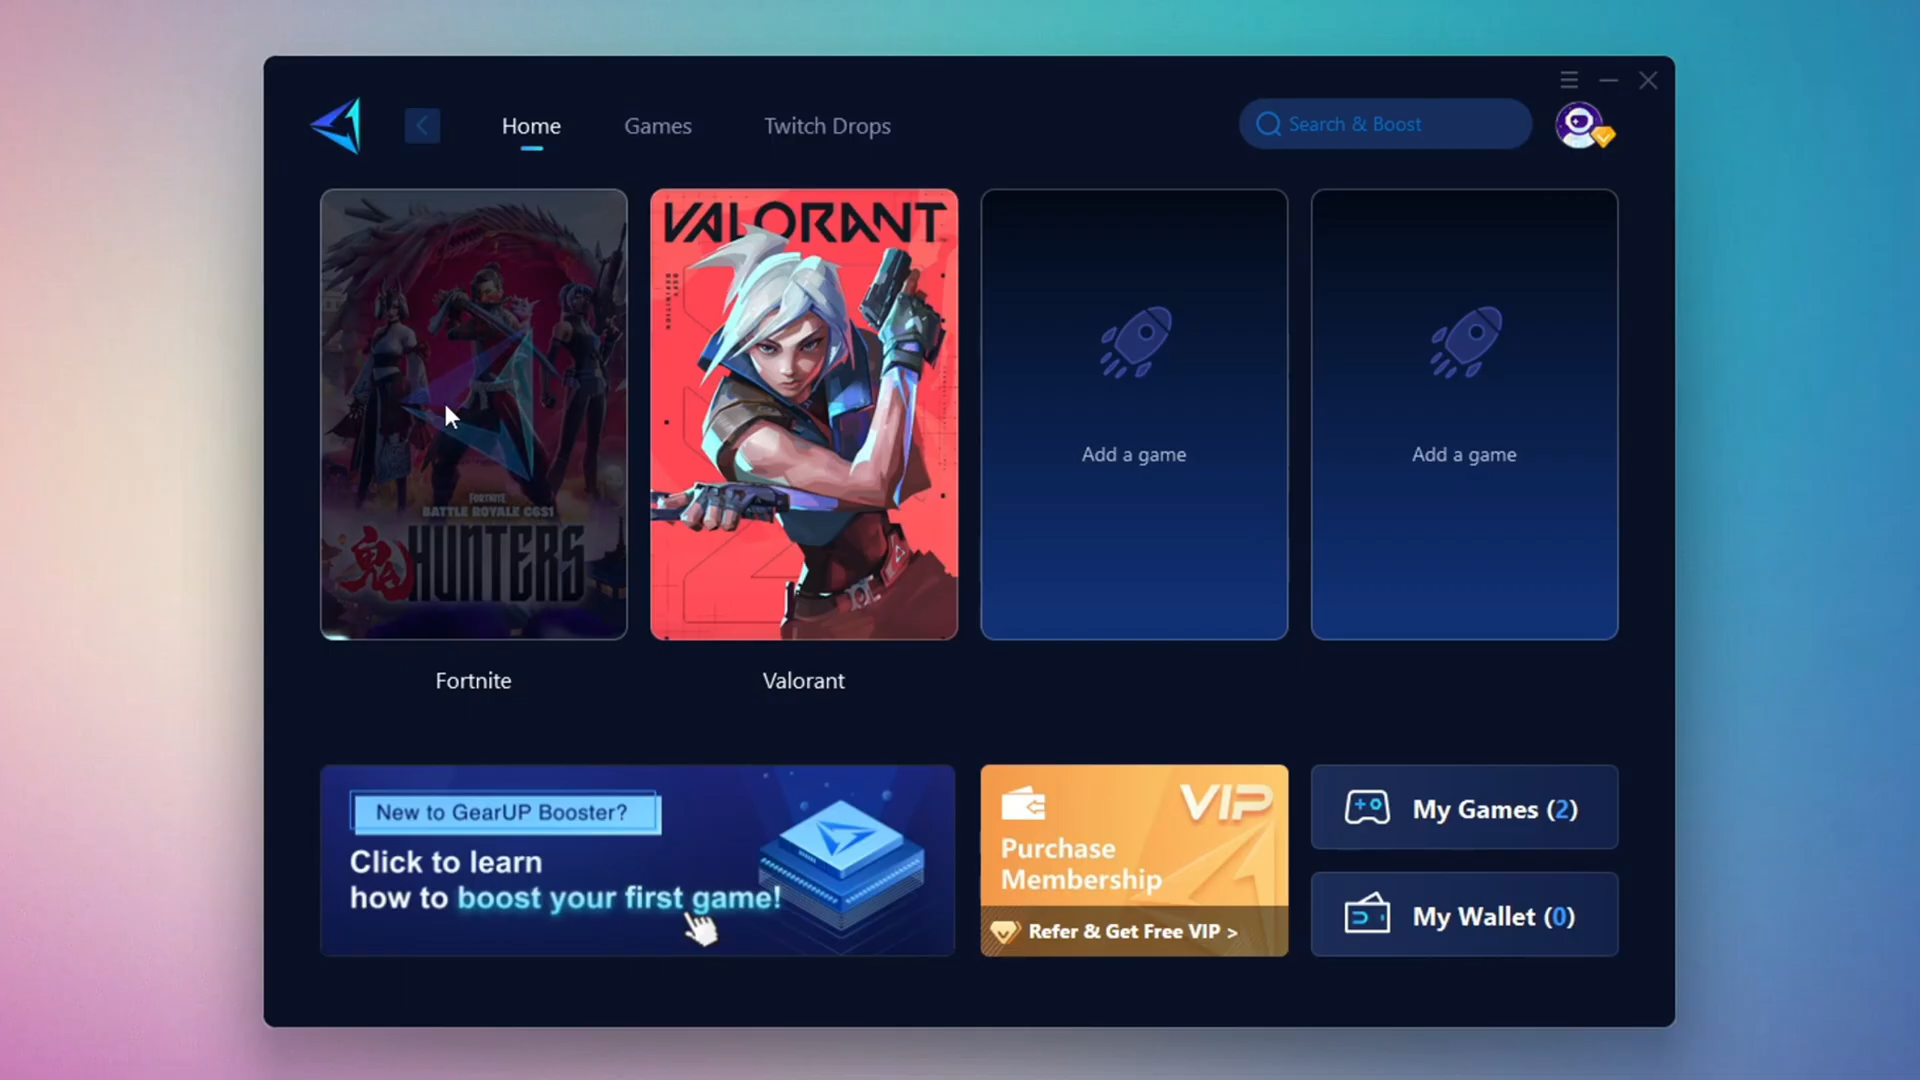 Home
Games
Twitch Drops
Search & Boost
FORTNITE
BATTLE ROYALE CGS1
鬼 HUNTERS
VALORANT
Add a game
Add a game
Fortnite
Valorant
New to GearUP Booster?
Click to learn
how to boost your first game!
VIP
Purchase
Membership
Refer & Get Free VIP >
My Games (2)
My Wallet (0)